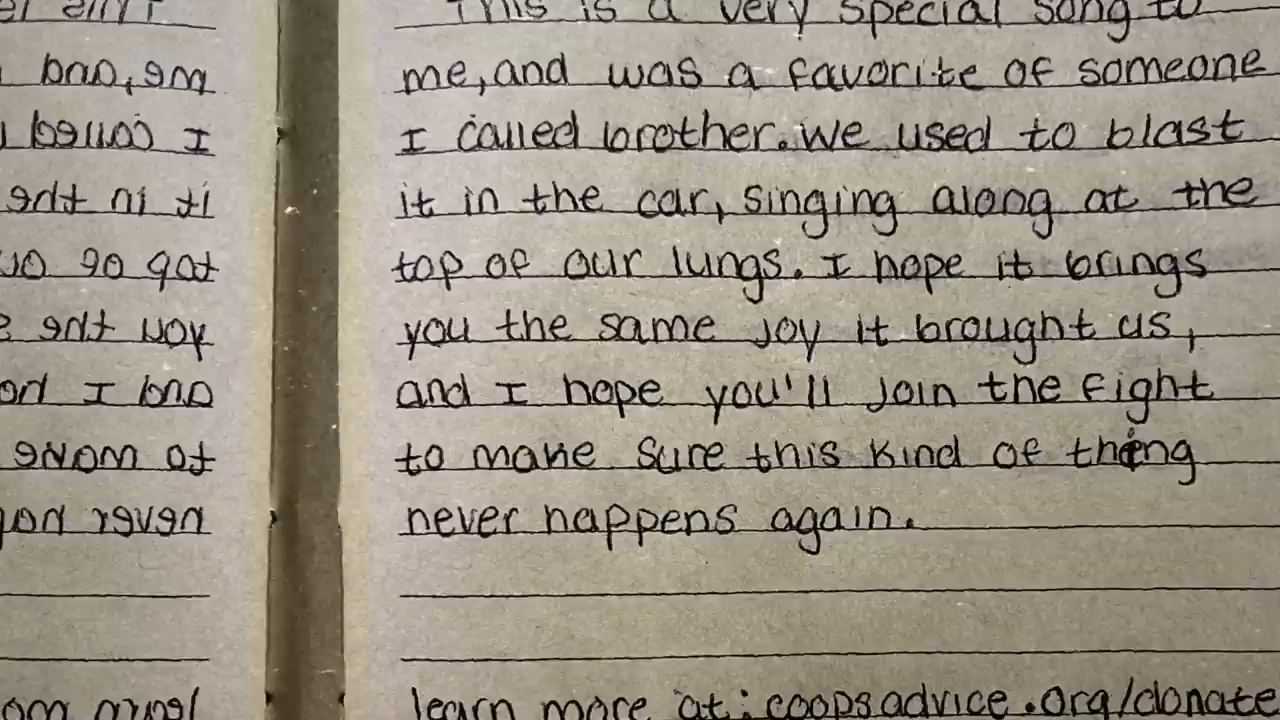 This is a very special song to
me, and was a favorite of someone
I called brother. We used to blast
it in the car, singing along at the
top of our lungs. I hope it brings
you the same joy it brought us,
and I hope you'll join the fight
to make sure this kind of thing
never happens again.
learn more at: coopsadvice.org/donate